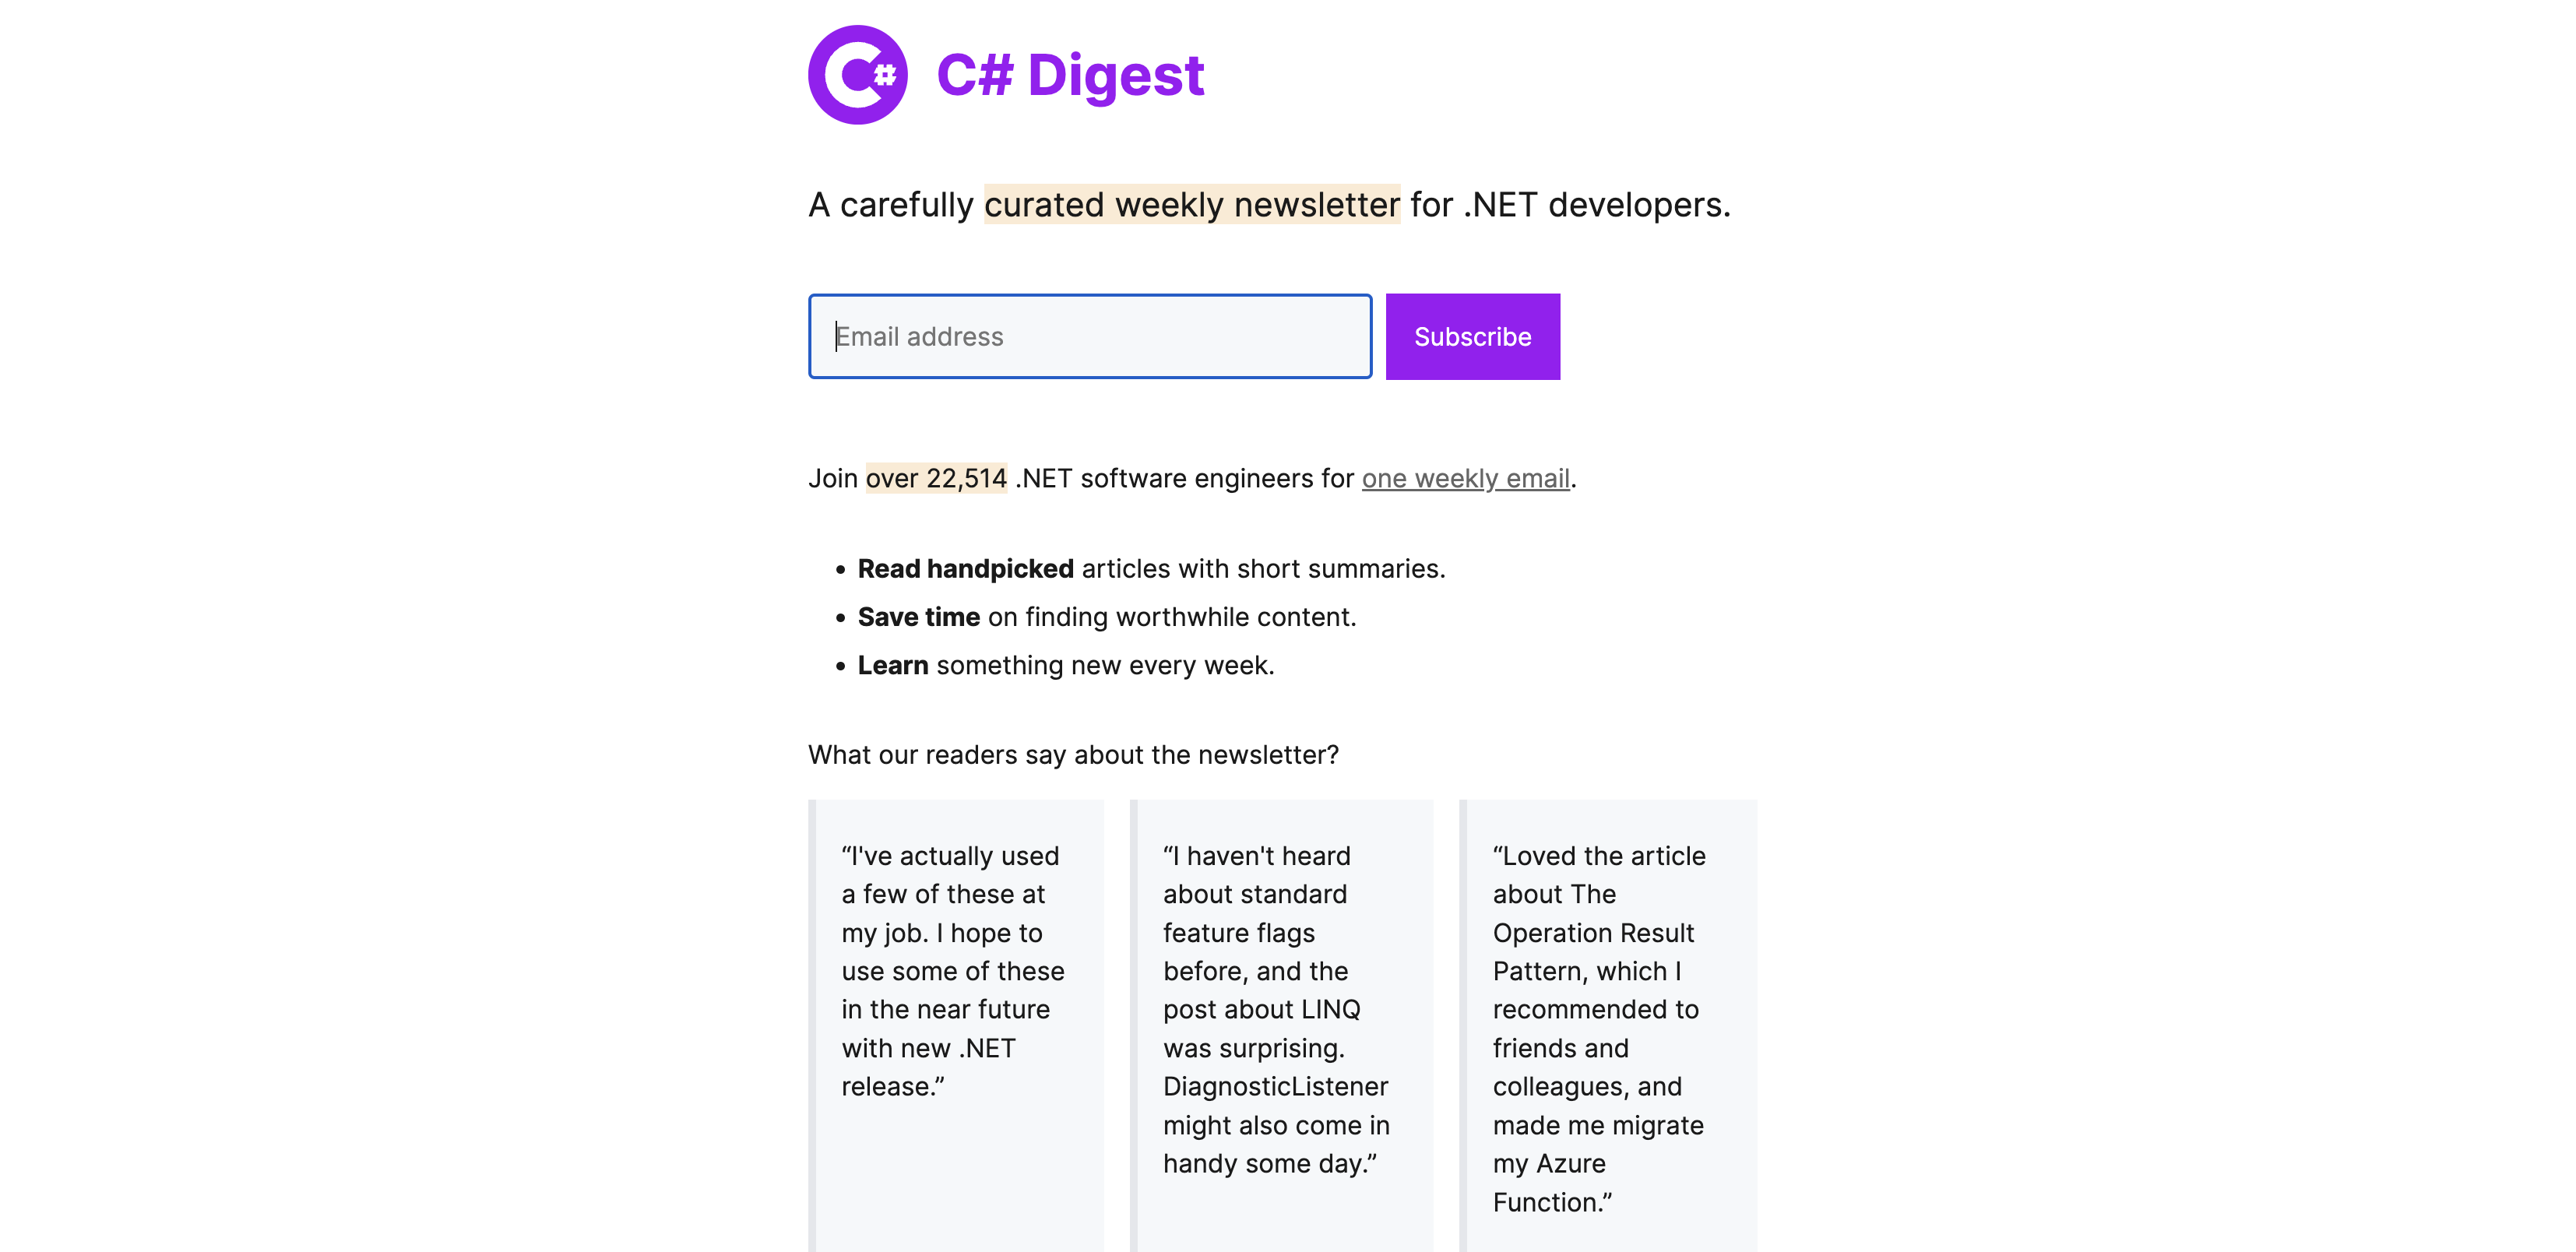 C#
C# Digest
A carefully curated weekly newsletter for .NET developers.
Email address
Subscribe
Join over 22,514 .NET software engineers for one weekly email.
• Read handpicked articles with short summaries.
• Save time on finding worthwhile content.
• Learn something new every week.
What our readers say about the newsletter?
“I've actually used
a few of these at
my job. I hope to
use some of these
in the near future
with new .NET
release.”
“I haven't heard
about standard
feature flags
before, and the
post about LINQ
was surprising.
DiagnosticListener
might also come in
handy some day.”
“Loved the article
about The
Operation Result
Pattern, which I
recommended to
friends and
colleagues, and
made me migrate
my Azure
Function.”